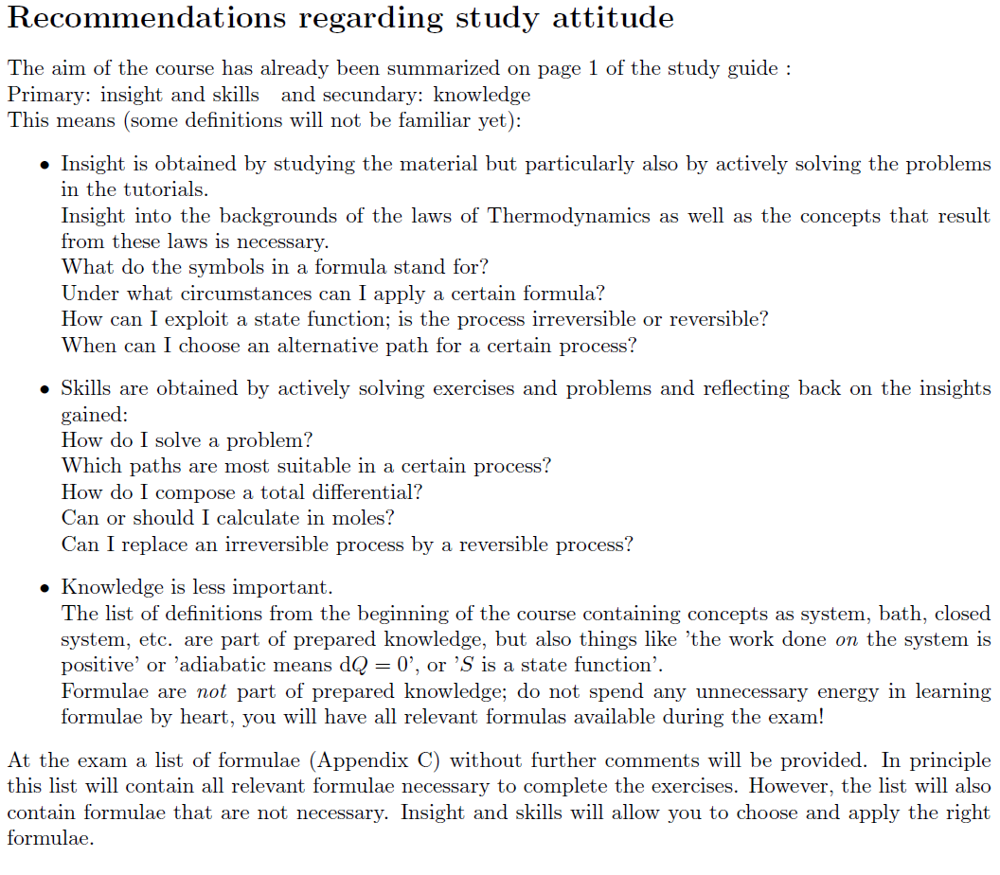 Recommendations regarding study attitude
The aim of the course has already been summarized on page 1 of the study guide :
Primary: insight and skills and secundary: knowledge
This means (some definitions will not be familiar yet):
• Insight is obtained by studying the material but particularly also by actively solving the problems
in the tutorials.
Insight into the backgrounds of the laws of Thermodynamics as well as the concepts that result
from these laws is necessary.
What do the symbols in a formula stand for?
Under what circumstances can I apply a certain formula?
How can I exploit a state function; is the process irreversible or reversible?
When can I choose an alternative path for a certain process?
• Skills are obtained by actively solving exercises and problems and reflecting back on the insights
gained:
How do I solve a problem?
Which paths are most suitable in a certain process?
How do I compose a total differential?
Can or should I calculate in moles?
Can I replace an irreversible process by a reversible process?
• Knowledge is less important.
The list of definitions from the beginning of the course containing concepts as system, bath, closed
system, etc. are part of prepared knowledge, but also things like ’the work done on the system is
positive’ or ’adiabatic means dQ = 0’, or ’S is a state function’.
Formulae are not part of prepared knowledge; do not spend any unnecessary energy in learning
formulae by heart, you will have all relevant formulas available during the exam!
At the exam a list of formulae (Appendix C) without further comments will be provided. In principle
this list will contain all relevant formulae necessary to complete the exercises. However, the list will also
contain formulae that are not necessary. Insight and skills will allow you to choose and apply the right
formulae.